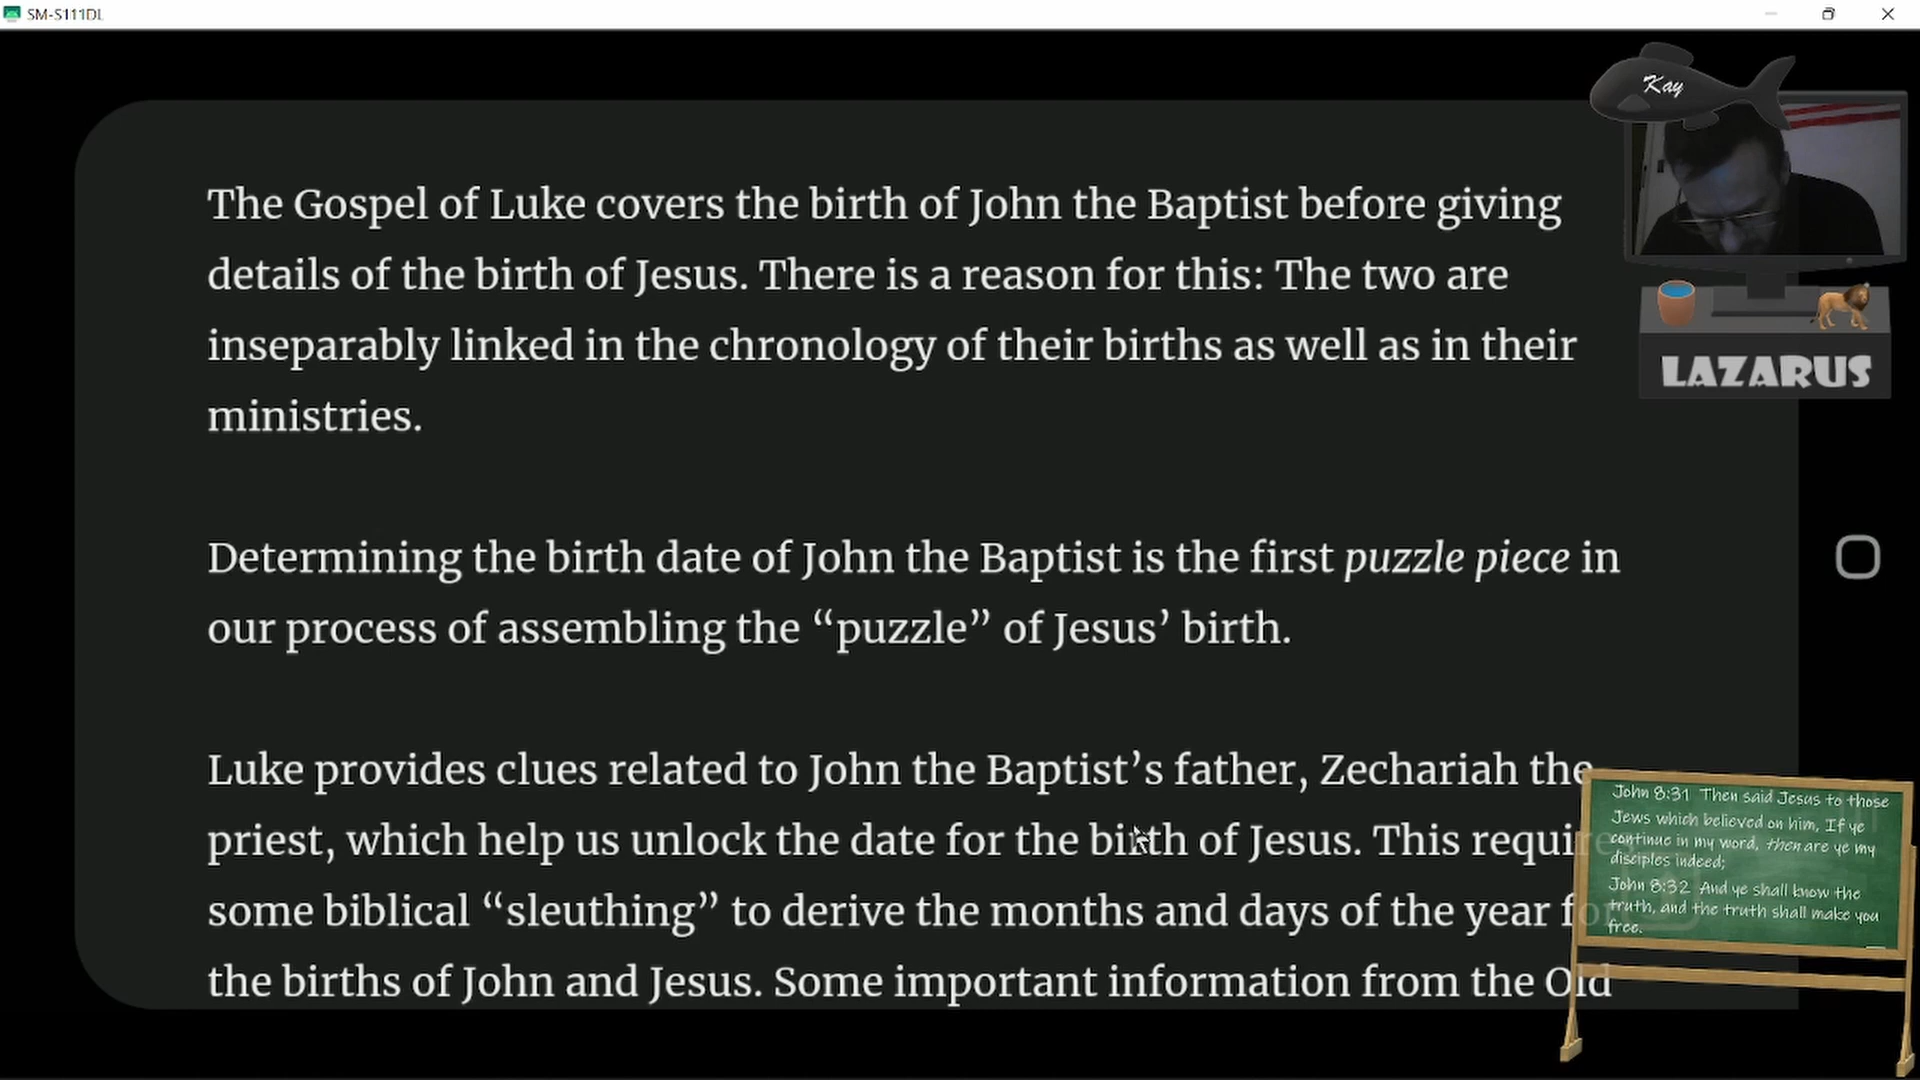 SM-S111DL
Kay
The Gospel of Luke covers the birth of John the Baptist before giving
details of the birth of Jesus. There is a reason for this: The two are
inseparably linked in the chronology of their births as well as in their
ministries.
LAZARUS
Determining the birth date of John the Baptist is the first puzzle piece in
our process of assembling the “puzzle” of Jesus’ birth.
Luke provides clues related to John the Baptist’s father, Zechariah the
priest, which help us unlock the date for the birth of Jesus. This requires
some biblical “sleuthing” to derive the months and days of the year for
the births of John and Jesus. Some important information from the Old
John 8:31 Then said Jesus to those
Jews which believed on him, If ye
continue in my word, then are ye my
disciples indeed;
John 8:32 And ye shall know the
truth, and the truth shall make you
free.